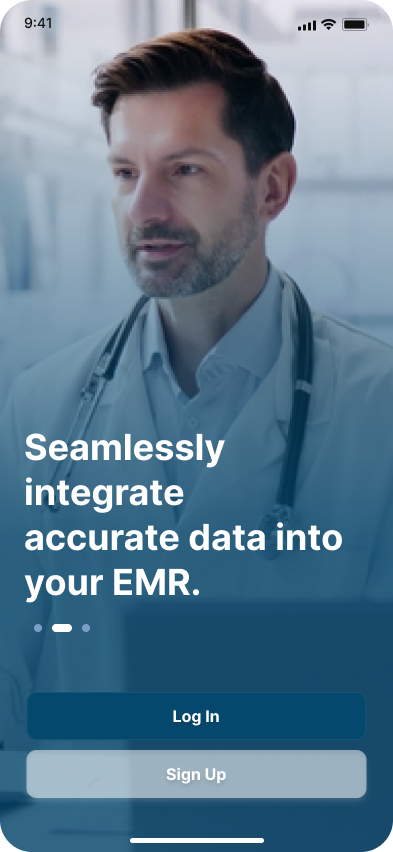 9:41
Seamlessly
integrate
accurate data into
your EMR.
Log In
Sign Up